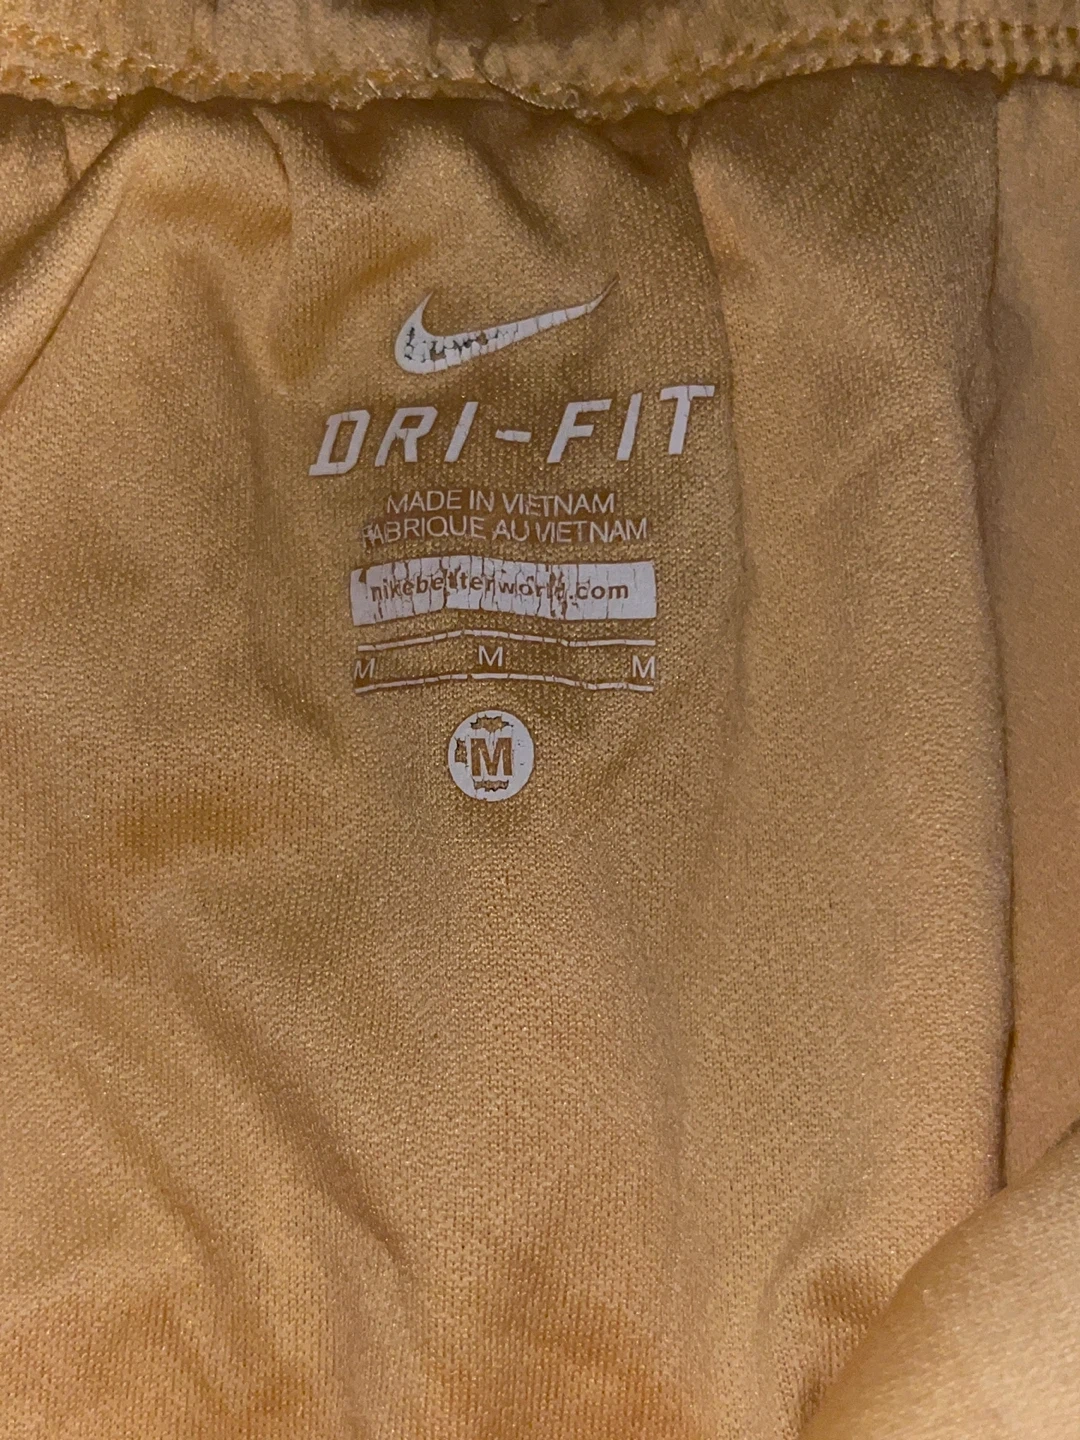 DRI-FIT
MADE IN VIETNAM
FABRIQUE AU VIETNAM
nikebetterworld.com
M M M
M